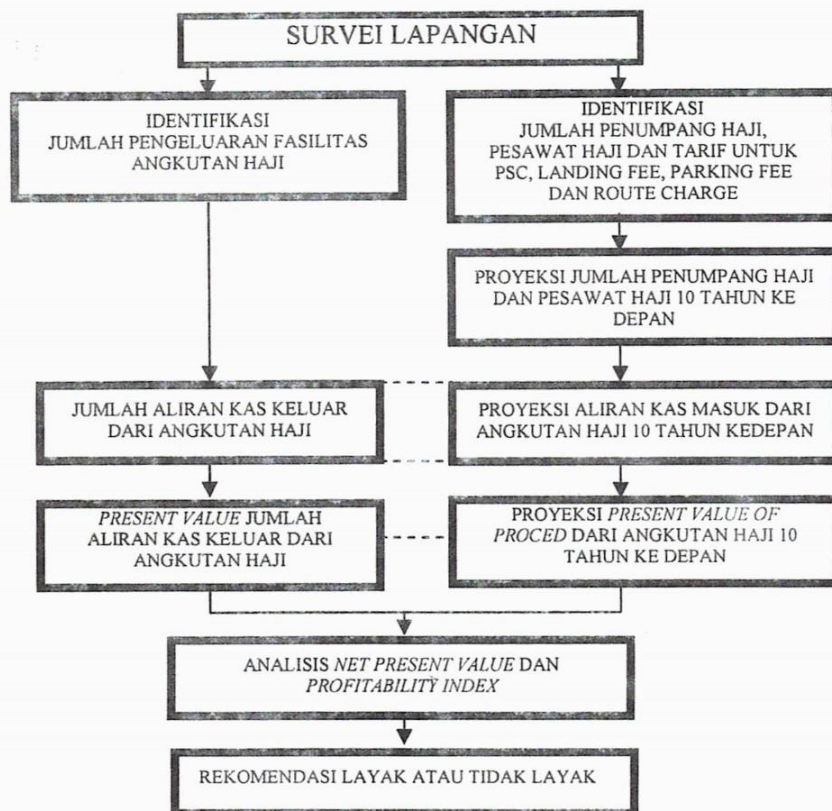 SURVEI LAPANGAN
IDENTIFIKASI
JUMLAH PENGELUARAN FASILITAS
ANGKUTAN HAJI
IDENTIFIKASI
JUMLAH PENUMPANG HAJI,
PESAWAT HAJI DAN TARIF UNTUK
PSC, LANDING FEE, PARKING FEE
DAN ROUTE CHARGE
PROYEKSI JUMLAH PENUMPANG HAJI
DAN PESAWAT HAJI 10 TAHUN KE
DEPAN
JUMLAH ALIRAN KAS KELUAR
DARI ANGKUTAN HAJI
PROYEKSI ALIRAN KAS MASUK DARI
ANGKUTAN HAJI 10 TAHUN KEDEPAN
PRESENT VALUE JUMLAH
ALIRAN KAS KELUAR DARI
ANGKUTAN HAJI
PROYEKSI PRESENT VALUE OF
PROCED DARI ANGKUTAN HAJI 10
TAHUN KE DEPAN
ANALISIS NET PRESENT VALUE DAN
PROFITABILITY INDEX
REKOMENDASI LAYAK ATAU TIDAK LAYAK